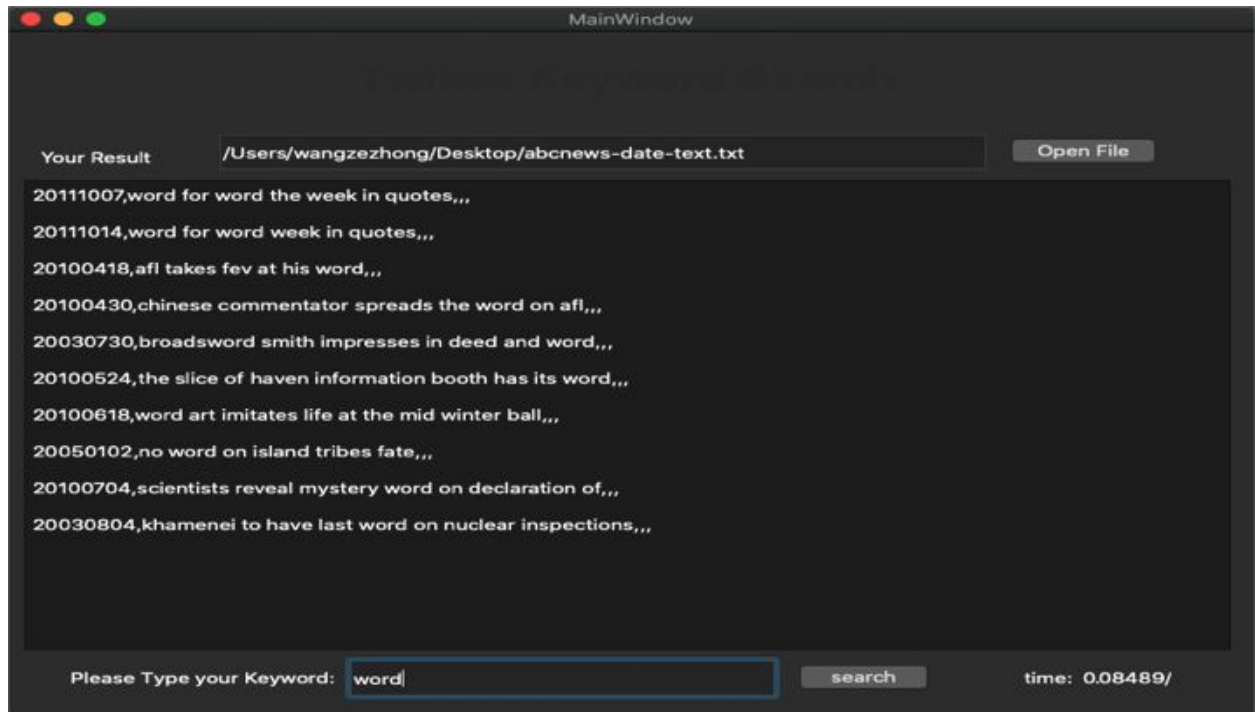 MainWindow
Keyword Search
Your Result /Users/wangzezhong/Desktop/abcnews-date-text.txt Open File
20111007,word for word the week in quotes,,,
20111014,word for word week in quotes,,,
20100418,afl takes fev at his word,,,
20100430,chinese commentator spreads the word on afl,,,
20030730,broadsword smith impresses in deed and word,,,
20100524,the slice of haven information booth has its word,,,
20100618,word art imitates life at the mid winter ball,,,
20050102,no word on island tribes fate,,,
20100704,scientists reveal mystery word on declaration of,,,
20030804,khamenei to have last word on nuclear inspections,,,
Please Type your Keyword: word search time: 0.08489/